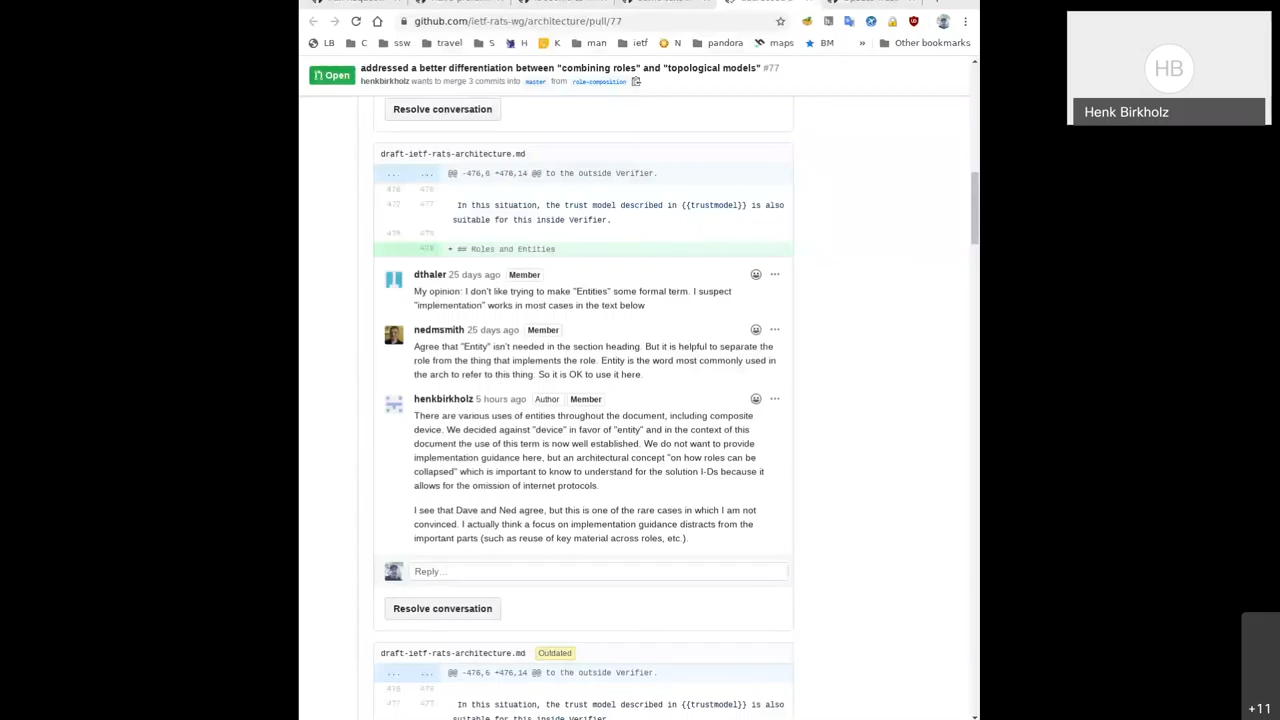 github.com/ietf-rats-wg/architecture/pull/77
LB C ssw travel S H K man ietf N pandora maps BM » Other bookmarks
Open addressed a better differentiation between "combining roles" and "topological models" #77
henkbirkholz wants to merge 3 commits into master from role-composition
Resolve conversation
draft-ietf-rats-architecture.md
... ... @@ -476,6 +476,14 @@ to the outside Verifier.
476 476
477 477 In this situation, the trust model described in {{trustmodel}} is also
suitable for this inside Verifier.
+ ## Roles and Entities
dthaler 25 days ago Member ...
My opinion: I don't like trying to make "Entities" some formal term. I suspect
"implementation" works in most cases in the text below
nedmsmith 25 days ago Member ...
Agree that "Entity" isn't needed in the section heading. But it is helpful to separate the
role from the thing that implements the role. Entity is the word most commonly used in
the arch to refer to this thing. So it is OK to use it here.
henkbirkholz 5 hours ago Author Member ...
There are various uses of entities throughout the document, including composite
device. We decided against "device" in favor of "entity" and in the context of this
document the use of this term is now well established. We do not want to provide
implementation guidance here, but an architectural concept "on how roles can be
collapsed" which is important to know to understand for the solution I-Ds because it
allows for the omission of internet protocols.
I see that Dave and Ned agree, but this is one of the rare cases in which I am not
convinced. I actually think a focus on implementation guidance distracts from the
important parts (such as reuse of key material across roles, etc.).
Reply...
Resolve conversation
draft-ietf-rats-architecture.md Outdated
... ... @@ -476,6 +476,14 @@ to the outside Verifier.
476 476
477 477 In this situation, the trust model described in {{trustmodel}} is also
suitable for this inside Verifier.
HB
Henk Birkholz
+11